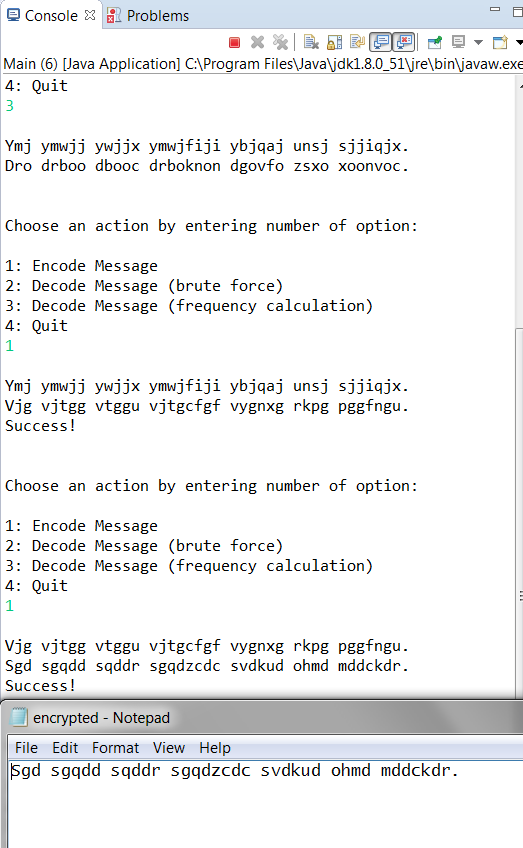 Console Problems
Main (6) [Java Application] C:\Program Files\Java\jdk1.8.0_51\jre\bin\javaw.exe
4: Quit
3
Ymj ymwjj ywjjx ymwjfiji ybjqaj unsj sjjiqjx.
Dro drboo dbooc drboknon dgovfo zsxo xoonvoc.
Choose an action by entering number of option:
1: Encode Message
2: Decode Message (brute force)
3: Decode Message (frequency calculation)
4: Quit
1
Ymj ymwjj ywjjx ymwjfiji ybjqaj unsj sjjiqjx.
Vjg vjtgg vtggu vjtgcfgf vygnxg rkpg pggfngu.
Success!
Choose an action by entering number of option:
1: Encode Message
2: Decode Message (brute force)
3: Decode Message (frequency calculation)
4: Quit
1
Vjg vjtgg vtggu vjtgcfgf vygnxg rkpg pggfngu.
Sgd sgqdd sqddr sgqdzcdc svdkud ohmd mddckdr.
Success!
encrypted - Notepad
File Edit Format View Help
Sgd sgqdd sqddr sgqdzcdc svdkud ohmd mddckdr.